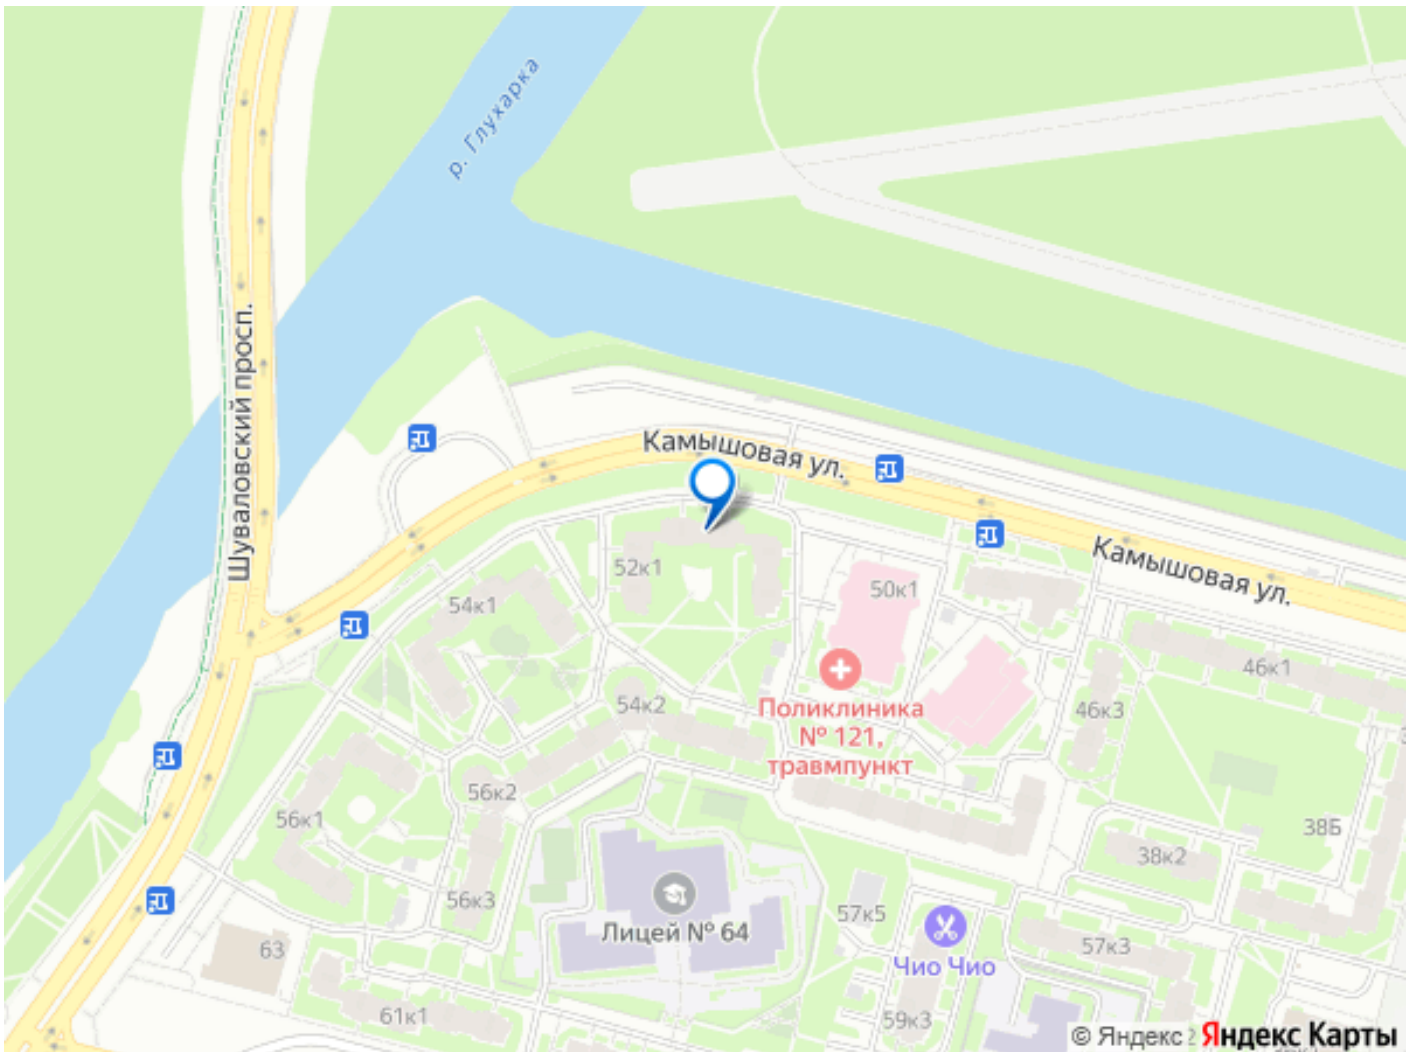 р. Глухарка
Шуваловский просп.
Камышовая ул.
Камышовая ул.
52к1
50к1
54к1
46к1
54к2
46к3
Поликлиника
№ 121,
травмпункт
56к2
56к1
38Б
38к2
56к3
Лицей № 64
57к5
63
57к3
Чио Чио
61к1
59к3
© Яндекс
Яндекс Карты